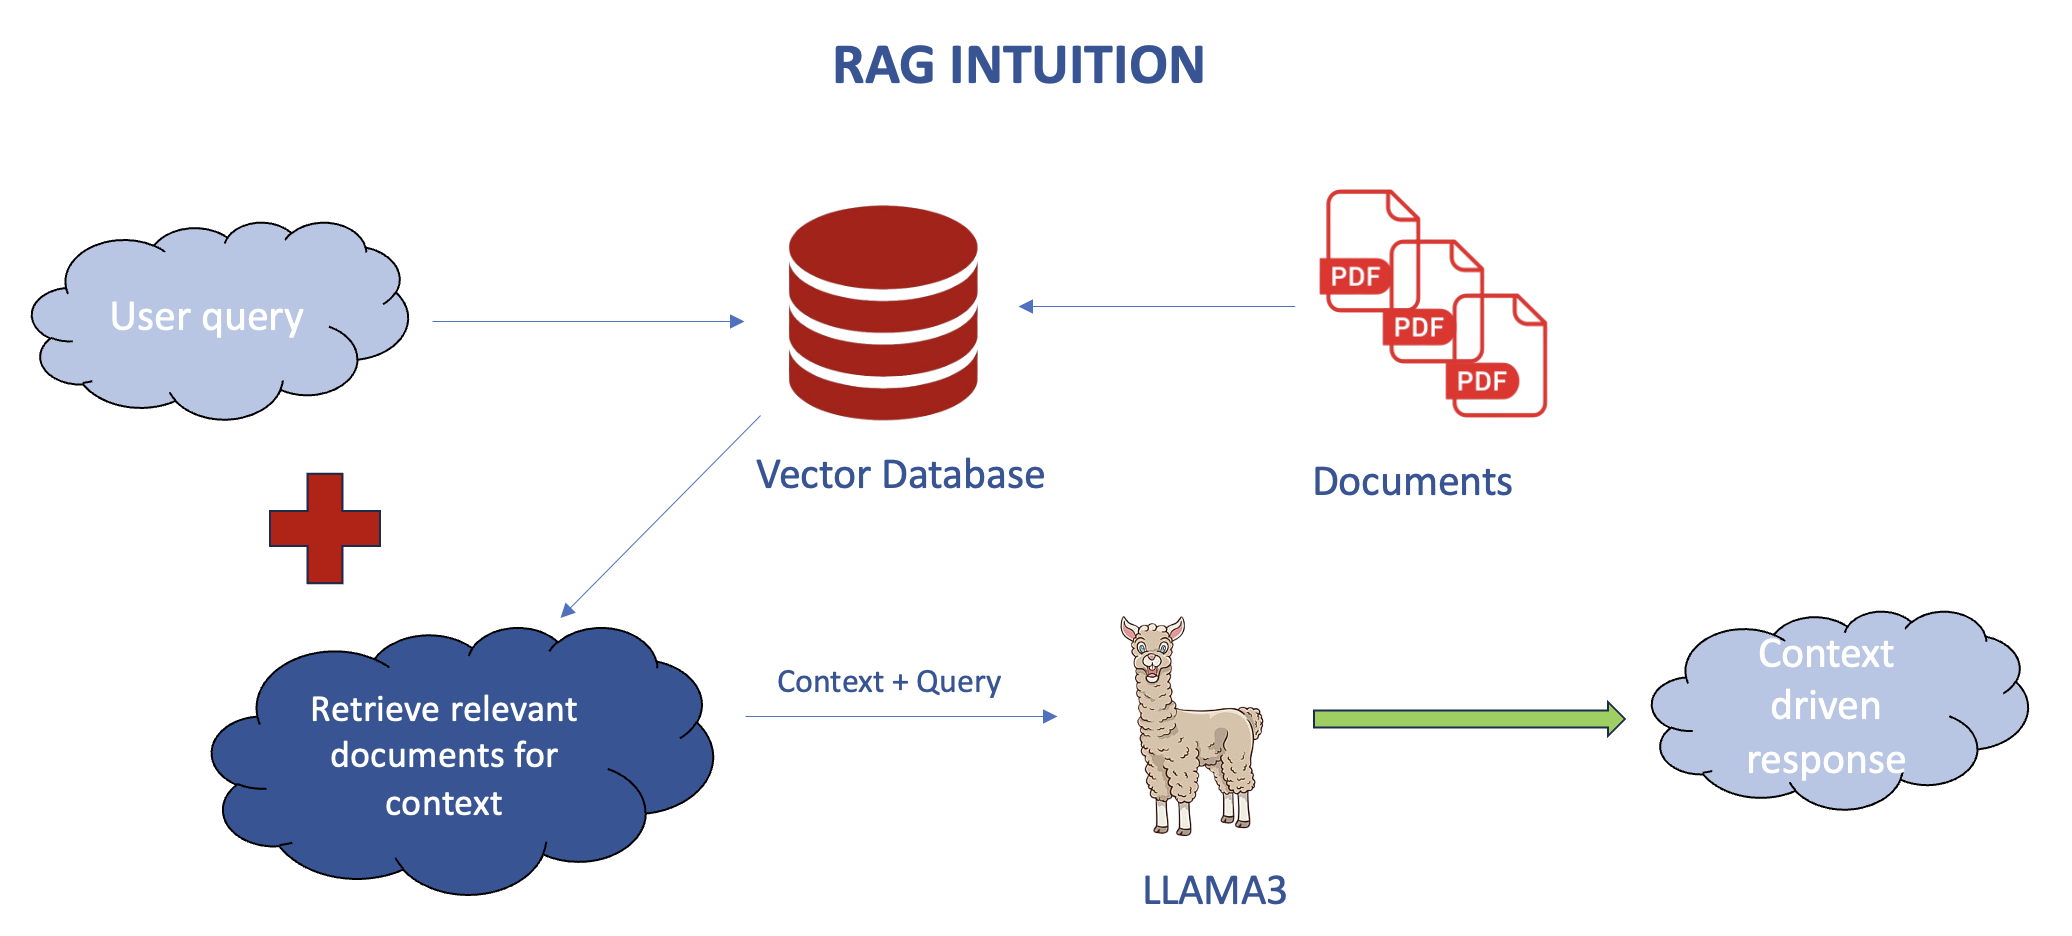 RAG INTUITION
User query
PDF
PDF
PDF
Vector Database
Documents
Retrieve relevant
documents for
context
Context + Query
LLAMA3
Context
driven
response